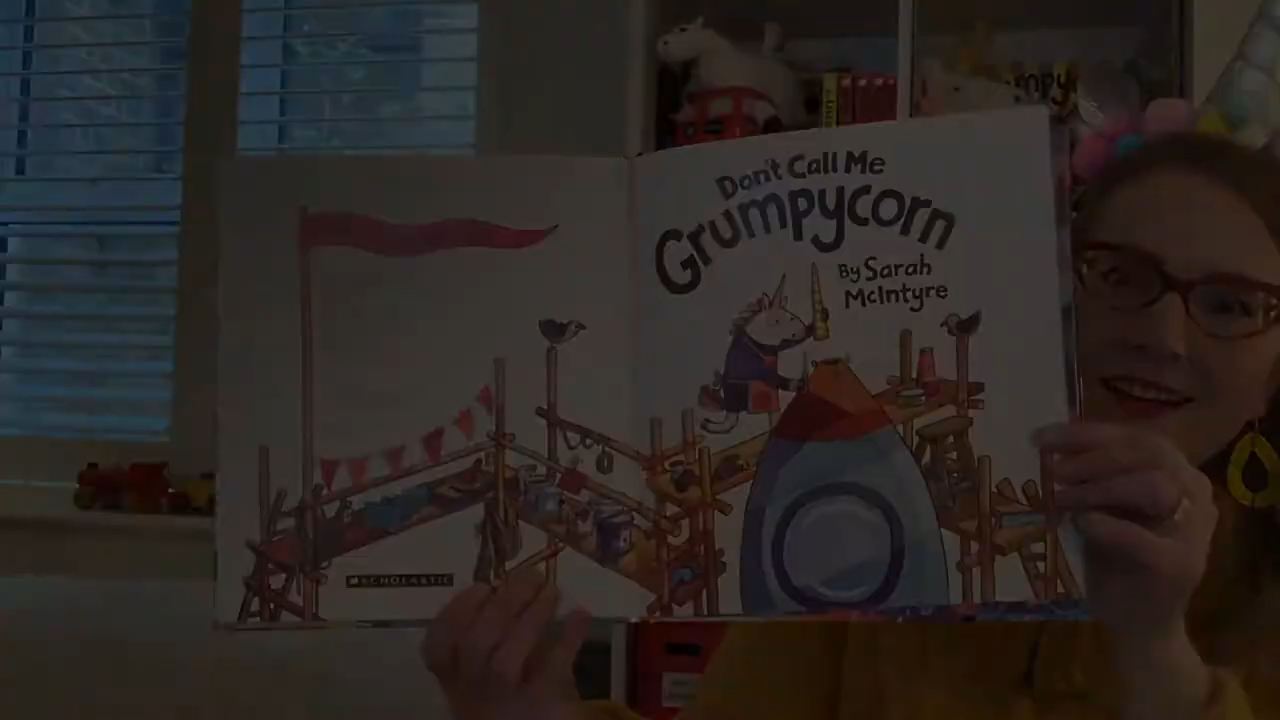 Don't Call Me
Grumpycorn
By Sarah
McIntyre
SCHOLASTIC